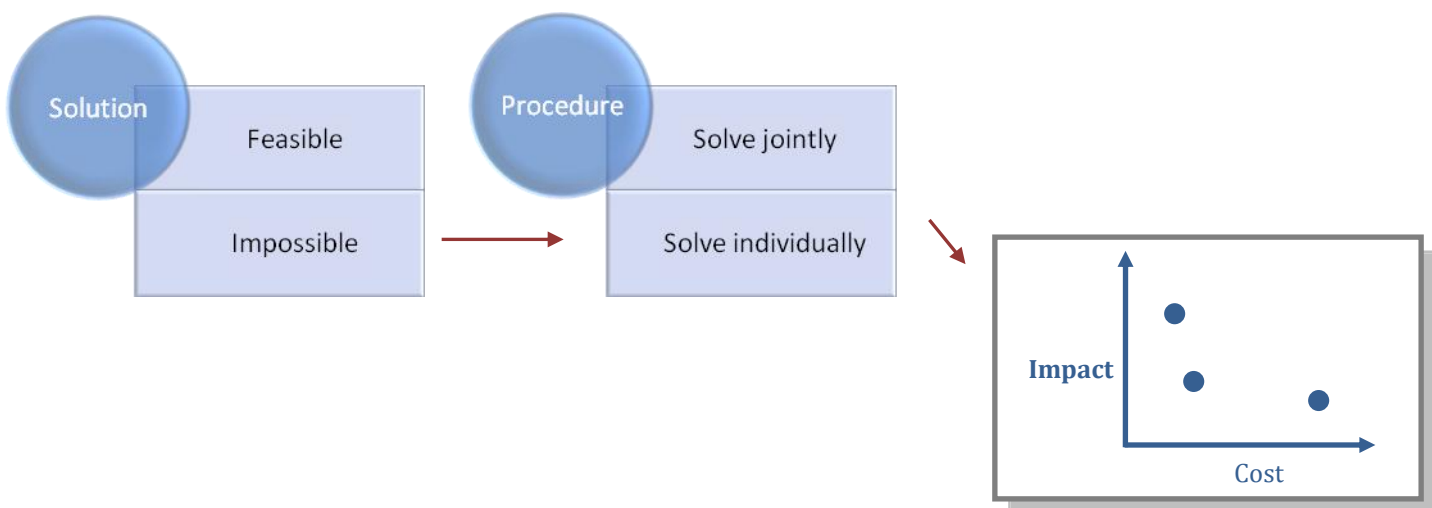 Solution
Feasible
Impossible
Procedure
Solve jointly
Solve individually
Impact
Cost